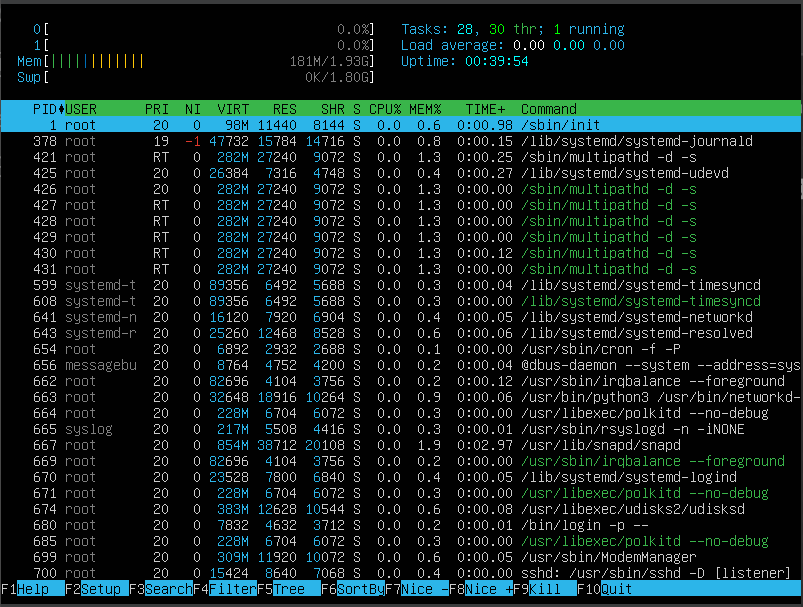 0[ 0.0%] Tasks: 28, 30 thr; 1 running
1[ 0.0%] Load average: 0.00 0.00 0.00
Mem[|||||||||||| 181M/1.93G] Uptime: 00:39:54
Swp[ 0K/1.80G]
PID♦USER PRI NI VIRT RES SHR S CPU% MEM% TIME+ Command
1 root 20 0 98M 11440 8144 S 0.0 0.6 0:00.98 /sbin/init
378 root 19 -1 47732 15784 14716 S 0.0 0.8 0:00.15 /lib/systemd/systemd-journald
421 root RT 0 282M 27240 9072 S 0.0 1.3 0:00.25 /sbin/multipathd -d -s
425 root 20 0 26384 7316 4748 S 0.0 0.4 0:00.27 /lib/systemd/systemd-udevd
426 root 20 0 282M 27240 9072 S 0.0 1.3 0:00.00 /sbin/multipathd -d -s
427 root RT 0 282M 27240 9072 S 0.0 1.3 0:00.00 /sbin/multipathd -d -s
428 root RT 0 282M 27240 9072 S 0.0 1.3 0:00.00 /sbin/multipathd -d -s
429 root RT 0 282M 27240 9072 S 0.0 1.3 0:00.00 /sbin/multipathd -d -s
430 root RT 0 282M 27240 9072 S 0.0 1.3 0:00.12 /sbin/multipathd -d -s
431 root RT 0 282M 27240 9072 S 0.0 1.3 0:00.00 /sbin/multipathd -d -s
599 systemd-t 20 0 89356 6492 5688 S 0.0 0.3 0:00.04 /lib/systemd/systemd-timesyncd
608 systemd-t 20 0 89356 6492 5688 S 0.0 0.3 0:00.00 /lib/systemd/systemd-timesyncd
641 systemd-n 20 0 16120 7920 6904 S 0.0 0.4 0:00.05 /lib/systemd/systemd-networkd
643 systemd-r 20 0 25260 12468 8528 S 0.0 0.6 0:00.06 /lib/systemd/systemd-resolved
654 root 20 0 6892 2932 2688 S 0.0 0.1 0:00.00 /usr/sbin/cron -f -P
656 messagebu 20 0 8764 4752 4200 S 0.0 0.2 0:00.04 @dbus-daemon --system --address=sys
662 root 20 0 82696 4104 3756 S 0.0 0.2 0:00.12 /usr/sbin/irqbalance --foreground
663 root 20 0 32648 18916 10264 S 0.0 0.9 0:00.06 /usr/bin/python3 /usr/bin/networkd-
664 root 20 0 228M 6704 6072 S 0.0 0.3 0:00.00 /usr/libexec/polkitd --no-debug
665 syslog 20 0 217M 5508 4416 S 0.0 0.3 0:00.01 /usr/sbin/rsyslogd -n -iNONE
667 root 20 0 854M 38712 20108 S 0.0 1.9 0:02.97 /usr/lib/snapd/snapd
669 root 20 0 82696 4104 3756 S 0.0 0.2 0:00.00 /usr/sbin/irqbalance --foreground
670 root 20 0 23528 7800 6840 S 0.0 0.4 0:00.05 /lib/systemd/systemd-logind
671 root 20 0 228M 6704 6072 S 0.0 0.3 0:00.00 /usr/libexec/polkitd --no-debug
674 root 20 0 383M 12628 10544 S 0.0 0.6 0:00.08 /usr/libexec/udisks2/udisksd
680 root 20 0 7832 4632 3712 S 0.0 0.2 0:00.01 /bin/login -p --
685 root 20 0 228M 6704 6072 S 0.0 0.3 0:00.00 /usr/libexec/polkitd --no-debug
699 root 20 0 309M 11920 10072 S 0.0 0.6 0:00.05 /usr/sbin/ModemManager
700 root 20 0 15424 8640 7068 S 0.0 0.4 0:00.00 sshd: /usr/sbin/sshd -D [listener]
F1Help F2Setup F3SearchF4FilterF5Tree F6SortByF7Nice -F8Nice +F9Kill F10Quit